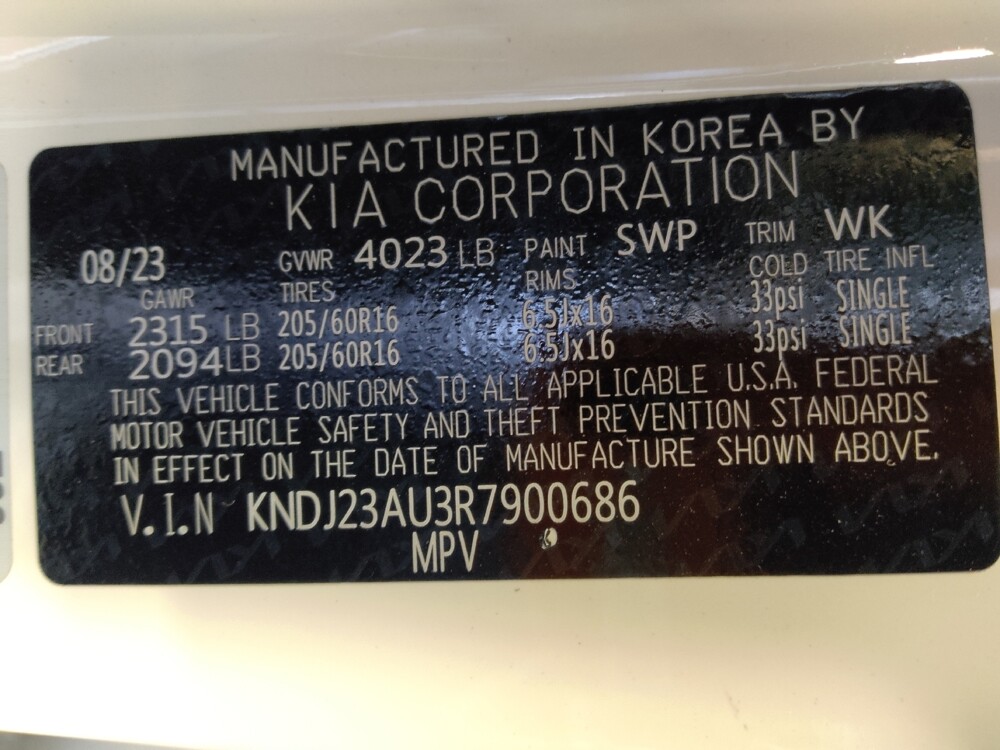 MANUFACTURED IN KOREA BY
KIA CORPORATION
08/23 GVWR 4023 LB PAINT SWP TRIM WK
GAWR TIRES RIMS COLD TIRE INFL
FRONT 2315 LB 205/60R16 6.5Jx16 33psi SINGLE
REAR 2094 LB 205/60R16 6.5Jx16 33psi SINGLE
THIS VEHICLE CONFORMS TO ALL APPLICABLE U.S.A. FEDERAL
MOTOR VEHICLE SAFETY AND THEFT PREVENTION STANDARDS
IN EFFECT ON THE DATE OF MANUFACTURE SHOWN ABOVE.
V.I.N KNDJ23AU3R7900686
MPV